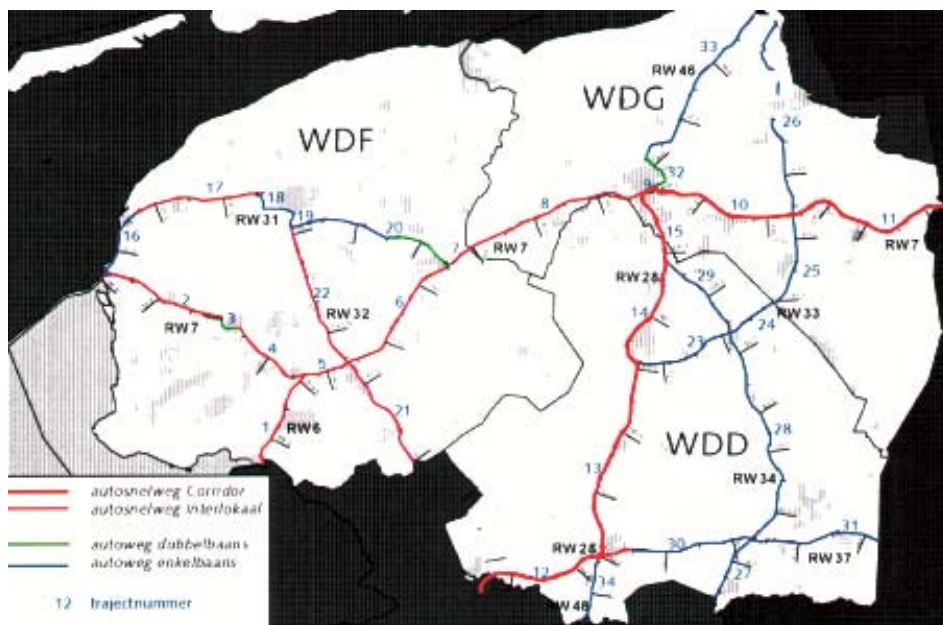 33
RW 46
WDG
26
WDF
32
17
18
9
10
RW 31
19
8
11
20
15
RW 7
16
7
RW 7
RW 28
29
25
2
22
6
RW 32
14
RW 33
RW 7
3
24
23
4
5
21
WDD
1
RW 6
28
13
RW 34
autosnelweg Corridor
autosnelweg Interlokaal
autoweg dubbelbaans
autoweg enkelbaans
12 trajectnummer
31
RW 28
30
RW 37
12
34
27
RW 48